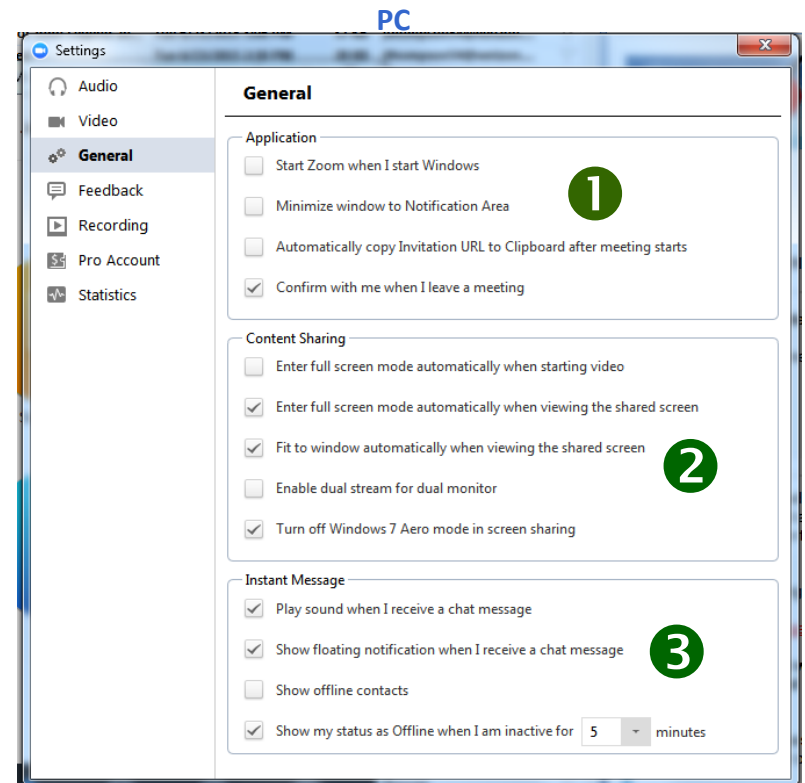 PC
Settings
Audio
Video
General
Feedback
Recording
Pro Account
Statistics
General
Application
Start Zoom when I start Windows
Minimize window to Notification Area
Automatically copy Invitation URL to Clipboard after meeting starts
Confirm with me when I leave a meeting
1
Content Sharing
Enter full screen mode automatically when starting video
Enter full screen mode automatically when viewing the shared screen
Fit to window automatically when viewing the shared screen
Enable dual stream for dual monitor
Turn off Windows 7 Aero mode in screen sharing
2
Instant Message
Play sound when I receive a chat message
Show floating notification when I receive a chat message
Show offline contacts
Show my status as Offline when I am inactive for 5 minutes
3